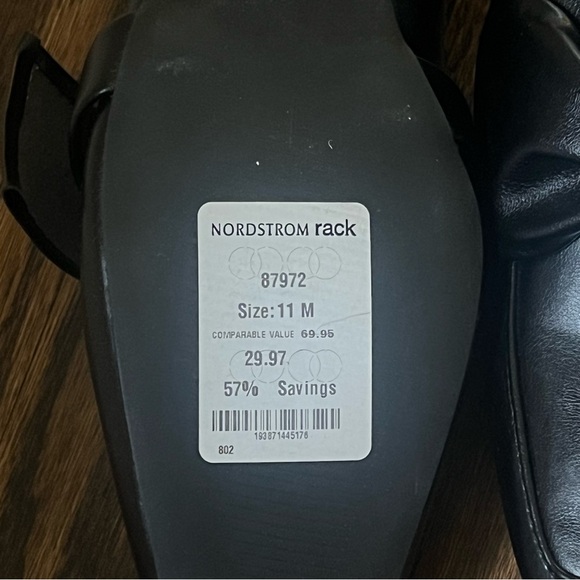 NORDSTROM rack
87972
Size: 11 M
COMPARABLE VALUE 69.95
29.97
57% Savings
193871445176
802